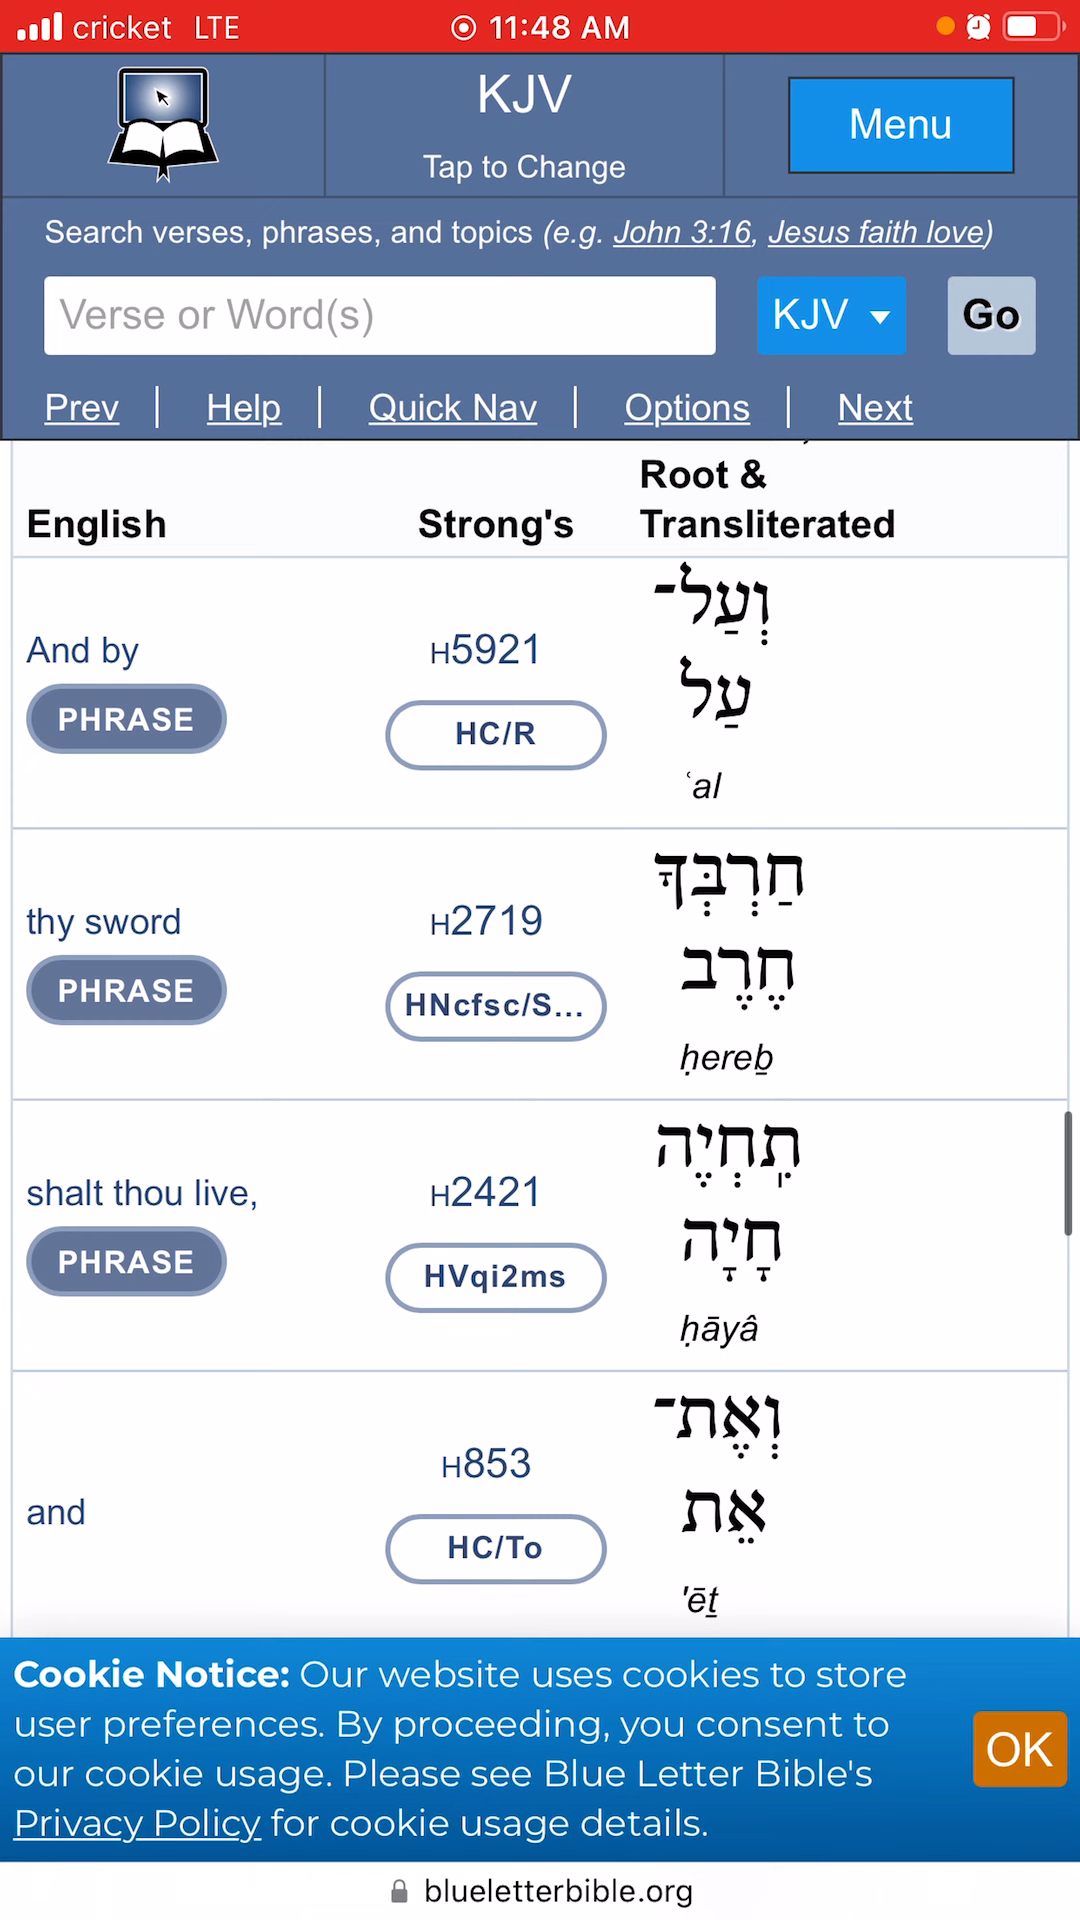 cricket LTE 11:48 AM
KJV
Tap to Change
Menu
Search verses, phrases, and topics (e.g. John 3:16, Jesus faith love)
Verse or Word(s)
KJV
Go
Prev | Help | Quick Nav | Options | Next
English
Strong's
Root &
Transliterated
And by
PHRASE
H5921
HC/R
וְעַל־
עַל
ʿal
thy sword
PHRASE
H2719
HNcfsc/S...
חַרְבְּךָ
חֶרֶב
ḥereḇ
shalt thou live,
PHRASE
H2421
HVqi2ms
תִֽחְיֶה
חָיָה
ḥāyâ
and
H853
HC/To
וְאֶת־
אֵת
'ēṯ
Cookie Notice: Our website uses cookies to store
user preferences. By proceeding, you consent to
our cookie usage. Please see Blue Letter Bible's
Privacy Policy for cookie usage details.
OK
blueletterbible.org